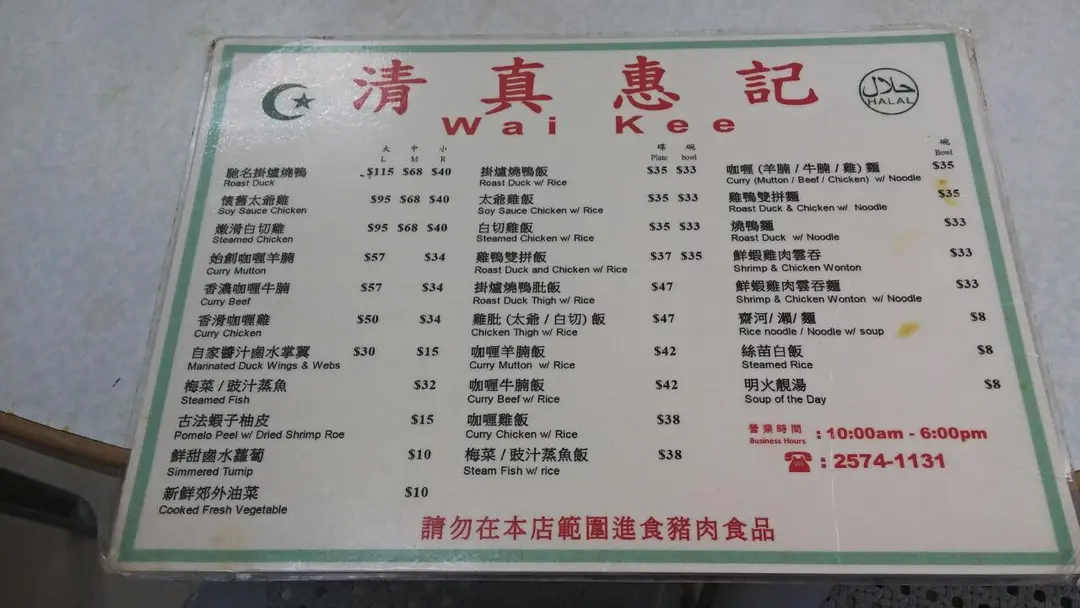 清真惠記
حلال
HALAL
Wai Kee
大 中 小
L M R
馳名掛爐燒鴨 $115 $68 $40
Roast Duck
懷舊太爺雞 $95 $68 $40
Soy Sauce Chicken
嫩滑白切雞 $95 $68 $40
Steamed Chicken
始創咖喱羊腩 $57 $34
Curry Mutton
香濃咖喱牛腩 $57 $34
Curry Beef
香滑咖喱雞 $50 $34
Curry Chicken
自家醬汁鹵水掌翼 $30 $15
Marinated Duck Wings & Webs
梅菜 / 豉汁蒸魚 $32
Steamed Fish
古法蝦子柚皮 $15
Pomelo Peel w/ Dried Shrimp Roe
鮮甜鹵水蘿蔔 $10
Simmered Turnip
新鮮郊外油菜 $10
Cooked Fresh Vegetable
碟 碗
Plate bowl
掛爐燒鴨飯 $35 $33
Roast Duck w/ Rice
太爺雞飯 $35 $33
Soy Sauce Chicken w/ Rice
白切雞飯 $35 $33
Steamed Chicken w/ Rice
雞鴨雙拼飯 $37 $35
Roast Duck and Chicken w/ Rice
掛爐燒鴨肶飯 $47
Roast Duck Thigh w/ Rice
雞肶 (太爺 / 白切) 飯 $47
Chicken Thigh w/ Rice
咖喱羊腩飯 $42
Curry Mutton w/ Rice
咖喱牛腩飯 $42
Curry Beef w/ Rice
咖喱雞飯 $38
Curry Chicken w/ Rice
梅菜 / 豉汁蒸魚飯 $38
Steam Fish w/ rice
碗
Bowl
咖喱 (羊腩 / 牛腩 / 雞) 麵 $35
Curry (Mutton / Beef / Chicken) w/ Noodle
雞鴨雙拼麵 $35
Roast Duck & Chicken w/ Noodle
燒鴨麵 $33
Roast Duck w/ Noodle
鮮蝦雞肉雲吞 $33
Shrimp & Chicken Wonton
鮮蝦雞肉雲吞麵 $33
Shrimp & Chicken Wonton w/ Noodle
齋河/ 瀨/ 麵 $8
Rice noodle / Noodle w/ soup
絲苗白飯 $8
Steamed Rice
明火靚湯 $8
Soup of the Day
營業時間 : 10:00am - 6:00pm
Business Hours
☎ : 2574-1131
請勿在本店範圍進食豬肉食品